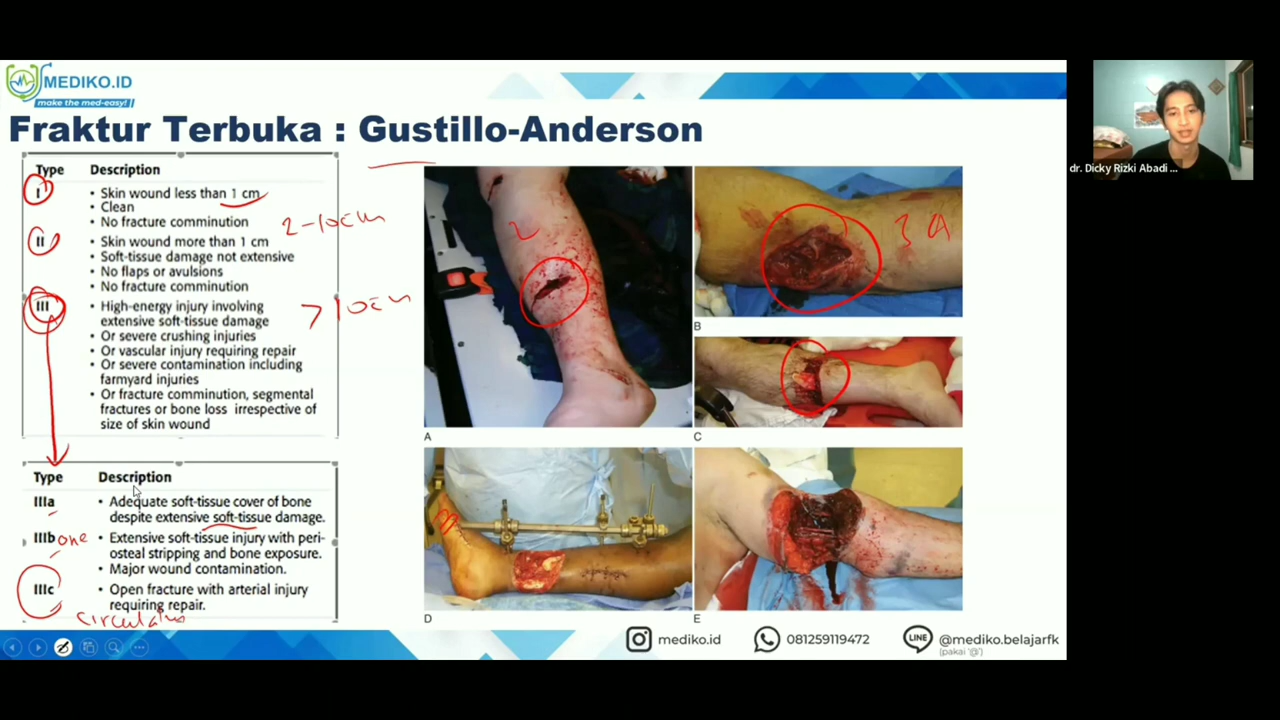 MEDIKO.ID
make the med-easy!
Fraktur Terbuka : Gustillo-Anderson
Type Description
I • Skin wound less than 1 cm
• Clean
• No fracture comminution
2-10cm
II • Skin wound more than 1 cm
• Soft-tissue damage not extensive
• No flaps or avulsions
• No fracture comminution
III • High-energy injury involving
extensive soft-tissue damage
>10cm
• Or severe crushing injuries
• Or vascular injury requiring repair
• Or severe contamination including
farmyard injuries
• Or fracture comminution, segmental
fractures or bone loss irrespective of
size of skin wound
Type Description
IIIa • Adequate soft-tissue cover of bone
despite extensive soft-tissue damage.
IIIb one • Extensive soft-tissue injury with peri-
osteal stripping and bone exposure.
• Major wound contamination.
IIIc • Open fracture with arterial injury
requiring repair.
2
A
3A
B
C
D
E
mediko.id
081259119472
LINE
@mediko.belajarfk
(pakai '@')
dr. Dicky Rizki Abadi ...